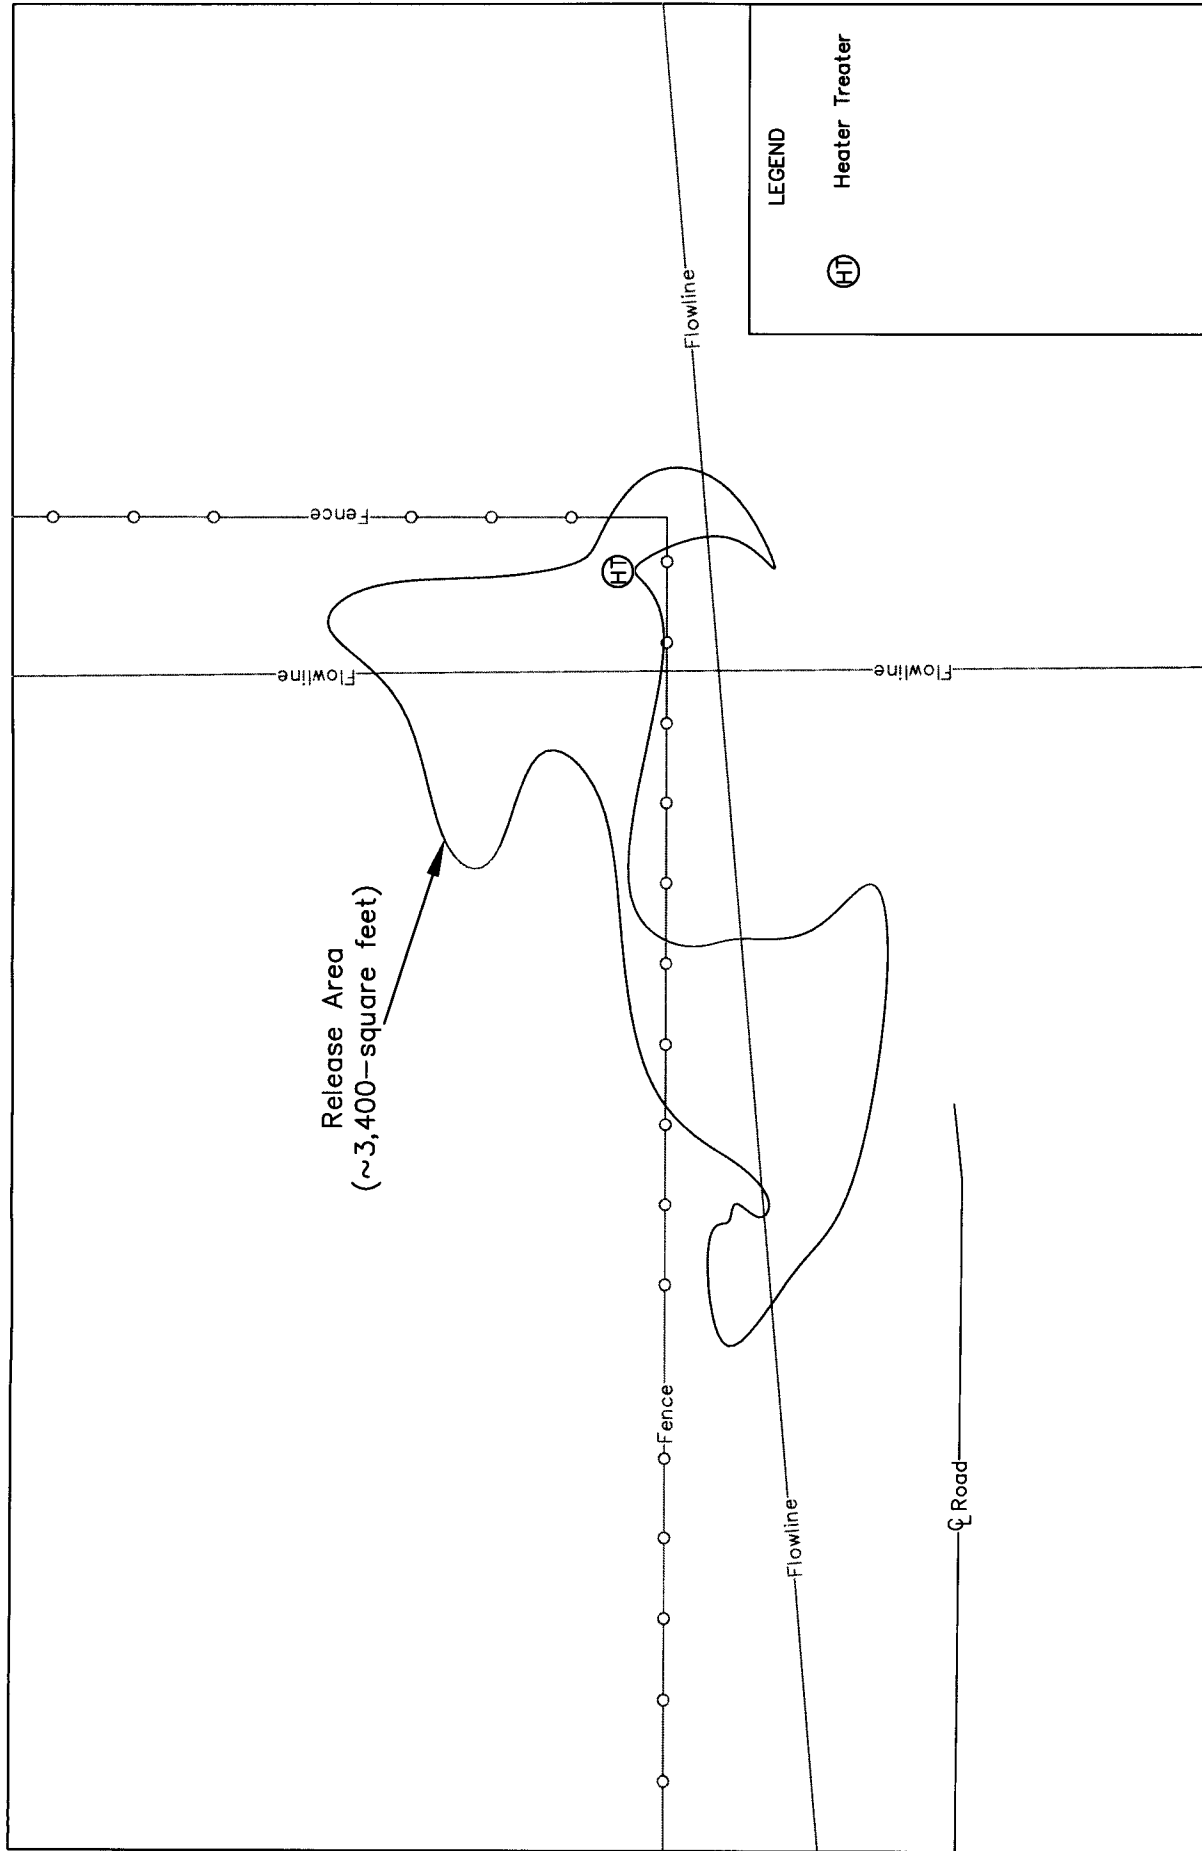 Release Area
(~3,400-square feet)
Fence
Flowline
Flowline
HT
Flowline
Fence
Flowline
℄ Road
LEGEND
HT Heater Treater